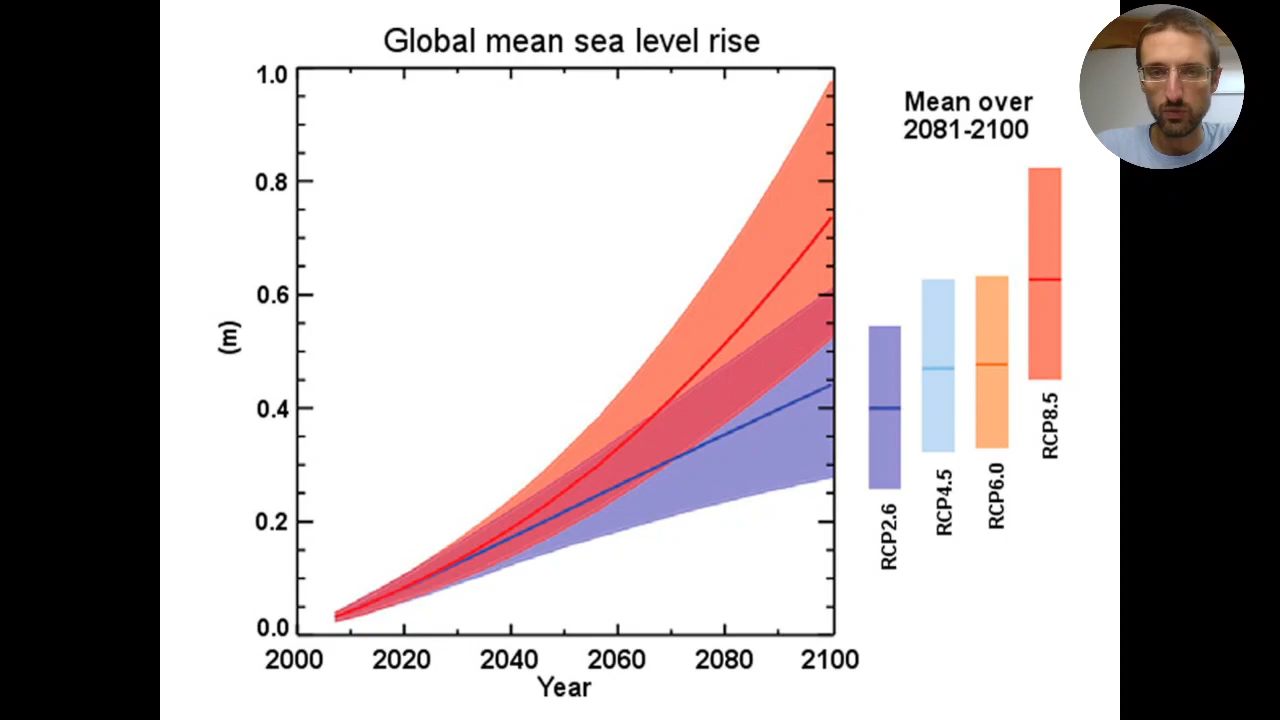 Global mean sea level rise
1.0
0.8
0.6
0.4
0.2
0.0
(m)
2000 2020 2040 2060 2080 2100
Year
Mean over
2081-2100
RCP2.6
RCP4.5
RCP6.0
RCP8.5